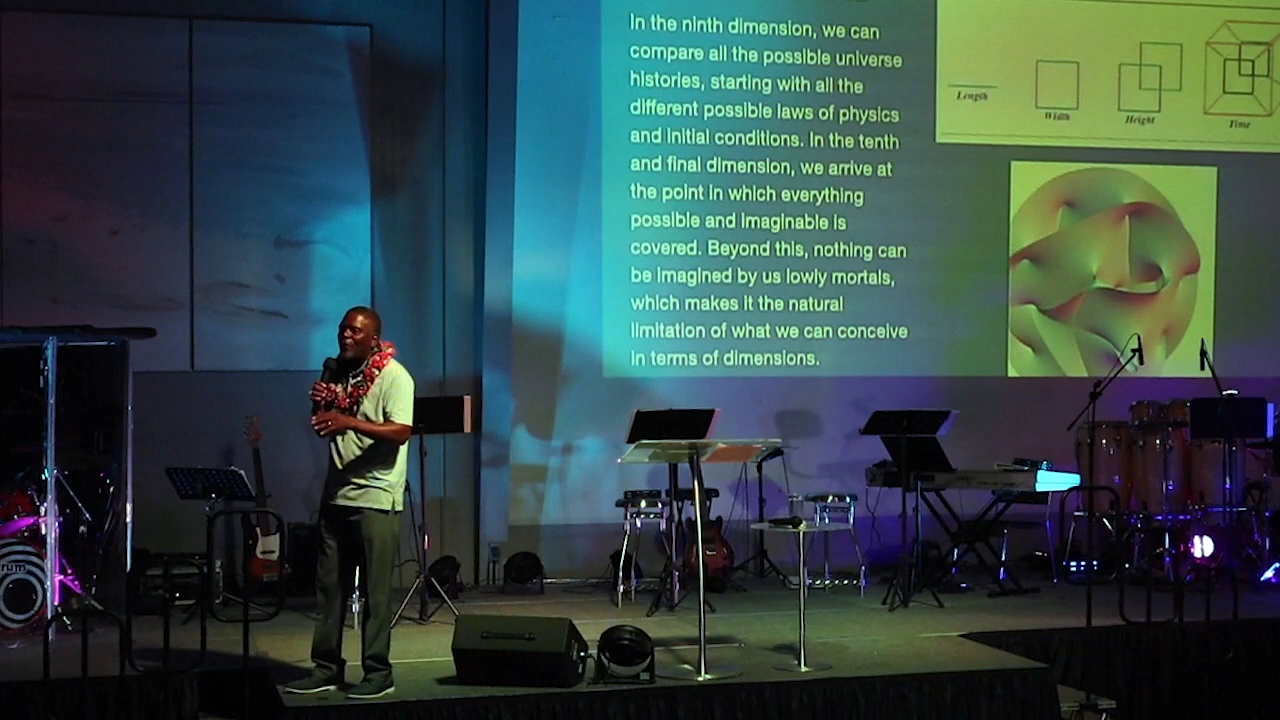 In the ninth dimension, we can
compare all the possible universe
histories, starting with all the
different possible laws of physics
and initial conditions. In the tenth
and final dimension, we arrive at
the point in which everything
possible and imaginable is
covered. Beyond this, nothing can
be imagined by us lowly mortals,
which makes it the natural
limitation of what we can conceive
in terms of dimensions.
Length
Width
Height
Time
rum